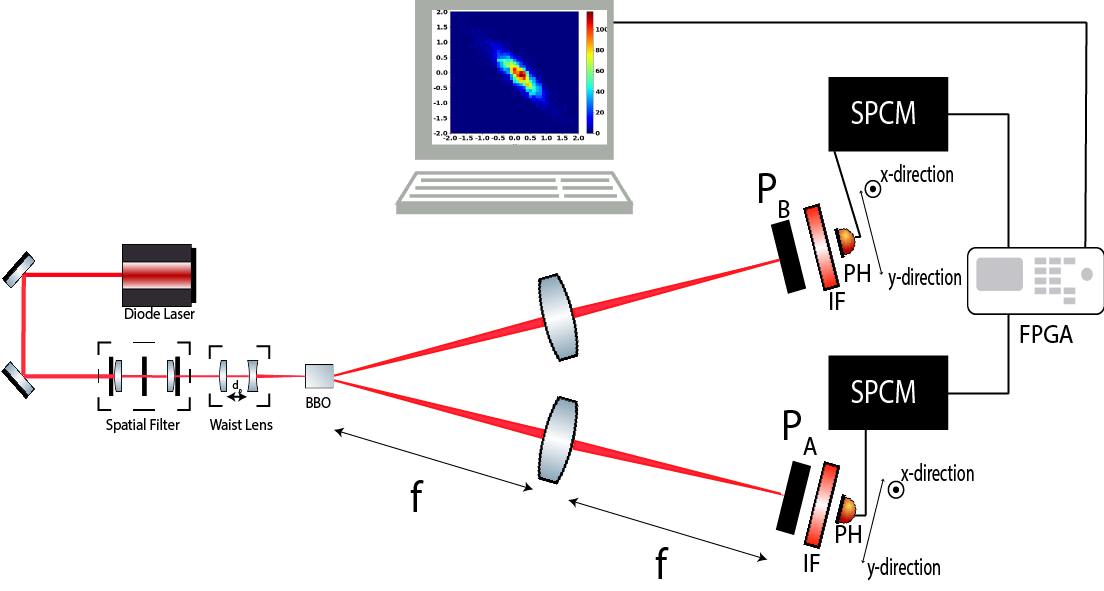 2.0
1.5
1.0
0.5
0.0
-0.5
-1.0
-1.5
-2.0
-2.0 -1.5 -1.0 -0.5 0.0 0.5 1.0 1.5 2.0
100
80
60
40
20
0
SPCM
x-direction
P
B
PH
y-direction
IF
FPGA
Diode Laser
d
Spatial Filter
Waist Lens
BBO
SPCM
P
A
x-direction
f
PH
IF
y-direction
f